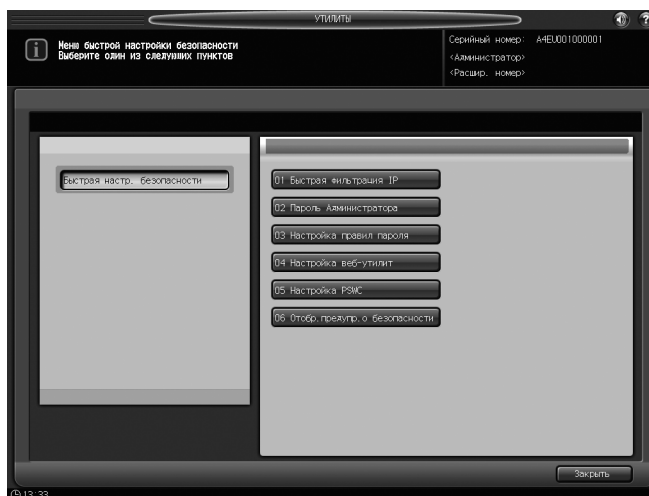 УТИЛИТЫ
Меню быстрой настройки безопасности
Выберите один из следующих пунктов
Серийный номер: A4EU001000001
<Администратор>
<Расшир. номер>
Быстрая настр. безопасности
01 Быстрая фильтрация IP
02 Пароль Администратора
03 Настройка правил пароля
04 Настройка веб-утилит
05 Настройка PSWC
06 Отобр.предупр.о безопасности
Закрыть
13:33